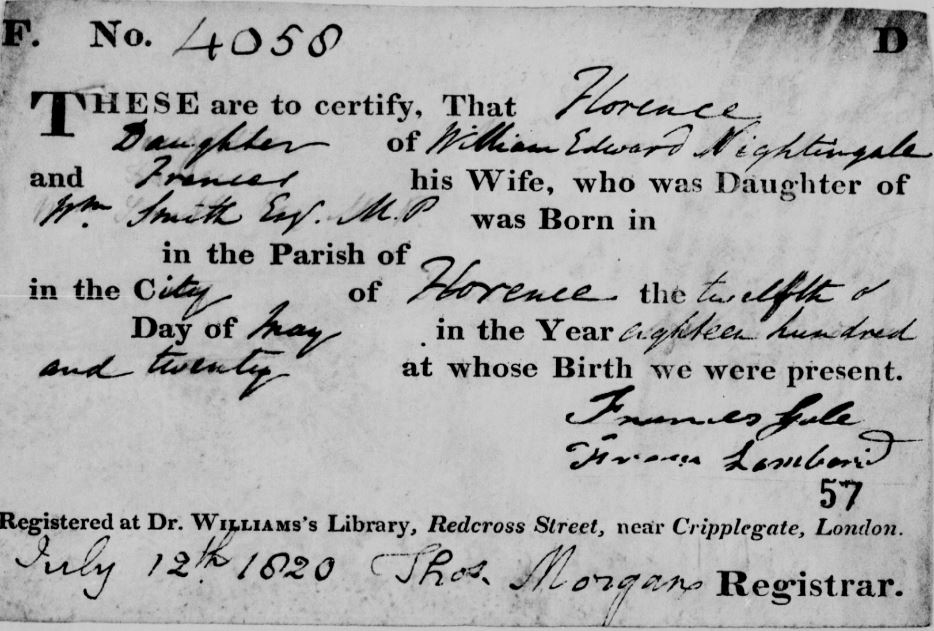 F. No. 4058 D
THESE are to certify, That Florence
Daughter of William Edward Nightingale
and Frances his Wife, who was Daughter of
Wm. Smith Esq. M.P was Born in
in the Parish of
in the City of Florence the twelfth
Day of May in the Year eighteen hundred
and twenty at whose Birth we were present.
Frances Gale
Lombard
57
Registered at Dr. WILLIAMS's Library, Redcross Street, near Cripplegate, London.
July 12th 1820 Thos. Morgan Registrar.